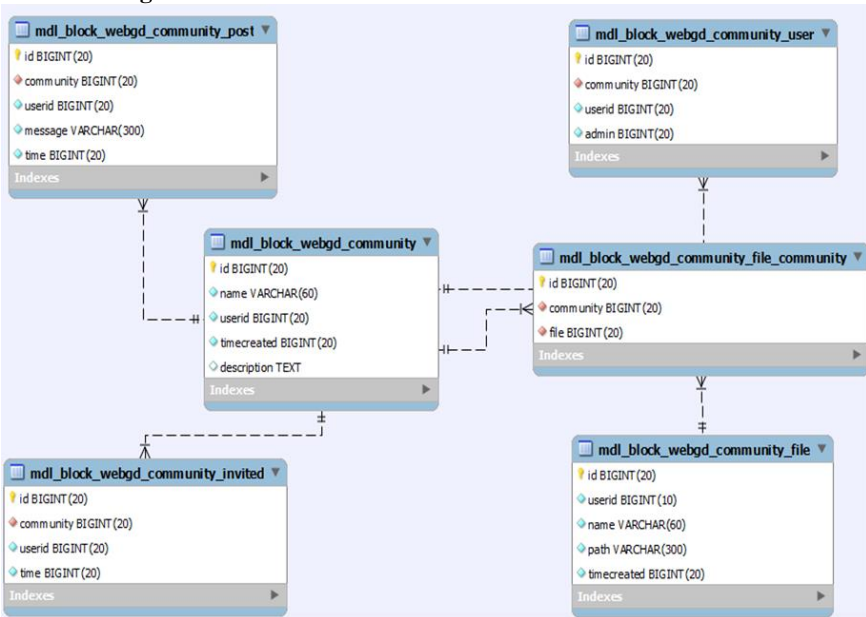 mdl_block_webgd_community_post
id BIGINT(20)
community BIGINT(20)
userid BIGINT(20)
message VARCHAR(300)
time BIGINT(20)
Indexes
mdl_block_webgd_community_user
id BIGINT(20)
community BIGINT(20)
userid BIGINT(20)
admin BIGINT(20)
Indexes
mdl_block_webgd_community
id BIGINT(20)
name VARCHAR(60)
userid BIGINT(20)
timecreated BIGINT(20)
description TEXT
Indexes
mdl_block_webgd_community_file_community
id BIGINT(20)
community BIGINT(20)
file BIGINT(20)
Indexes
mdl_block_webgd_community_invited
id BIGINT(20)
community BIGINT(20)
userid BIGINT(20)
time BIGINT(20)
Indexes
mdl_block_webgd_community_file
id BIGINT(20)
userid BIGINT(10)
name VARCHAR(60)
path VARCHAR(300)
timecreated BIGINT(20)
Indexes